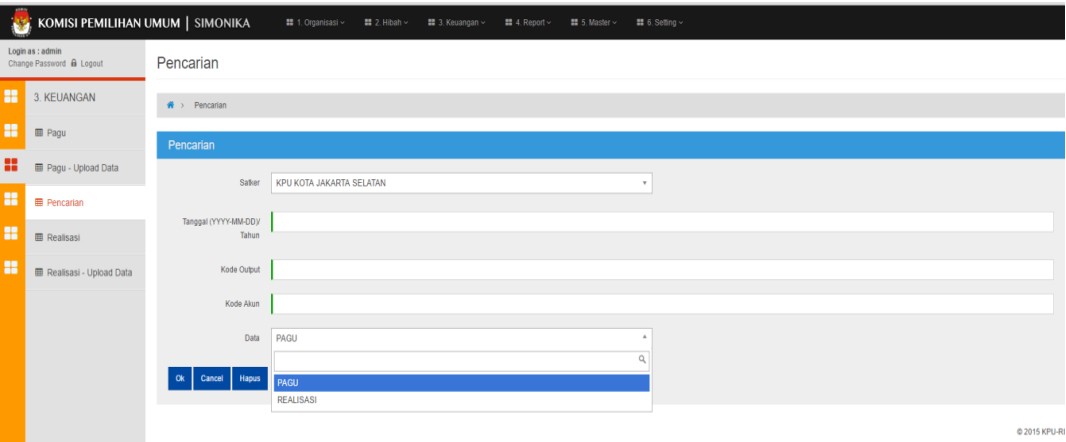 KOMISI PEMILIHAN UMUM | SIMONIKA
1. Organisasi
2. Hibah
3. Keuangan
4. Report
5. Master
6. Setting
Login as : admin
Change Password Logout
Pencarian
3. KEUANGAN
Pagu
Pagu - Upload Data
Pencarian
Realisasi
Realisasi - Upload Data
> Pencarian
Pencarian
Satker
KPU KOTA JAKARTA SELATAN
Tanggal (YYYY-MM-DD)/
Tahun
Kode Output
Kode Akun
Data
PAGU
PAGU
REALISASI
Ok
Cancel
Hapus
© 2015 KPU-RI